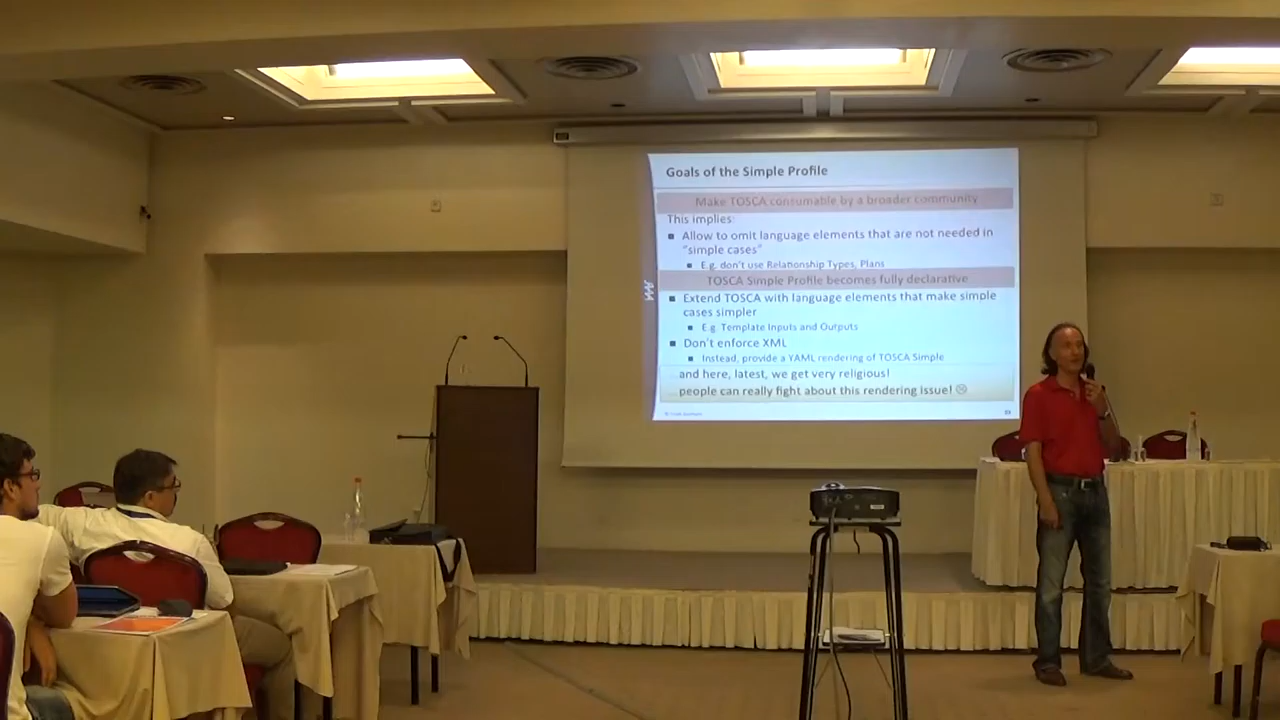 Goals of the Simple Profile
Make TOSCA consumable by a broader community
This implies:
■ Allow to omit language elements that are not needed in
"simple cases"
■ E.g. don't use Relationship Types, Plans
TOSCA Simple Profile becomes fully declarative
■ Extend TOSCA with language elements that make simple
cases simpler
■ E.g. Template Inputs and Outputs
■ Don't enforce XML
■ Instead, provide a YAML rendering of TOSCA Simple
...and here, latest, we get very religious!
...people can really fight about this rendering issue! ☹